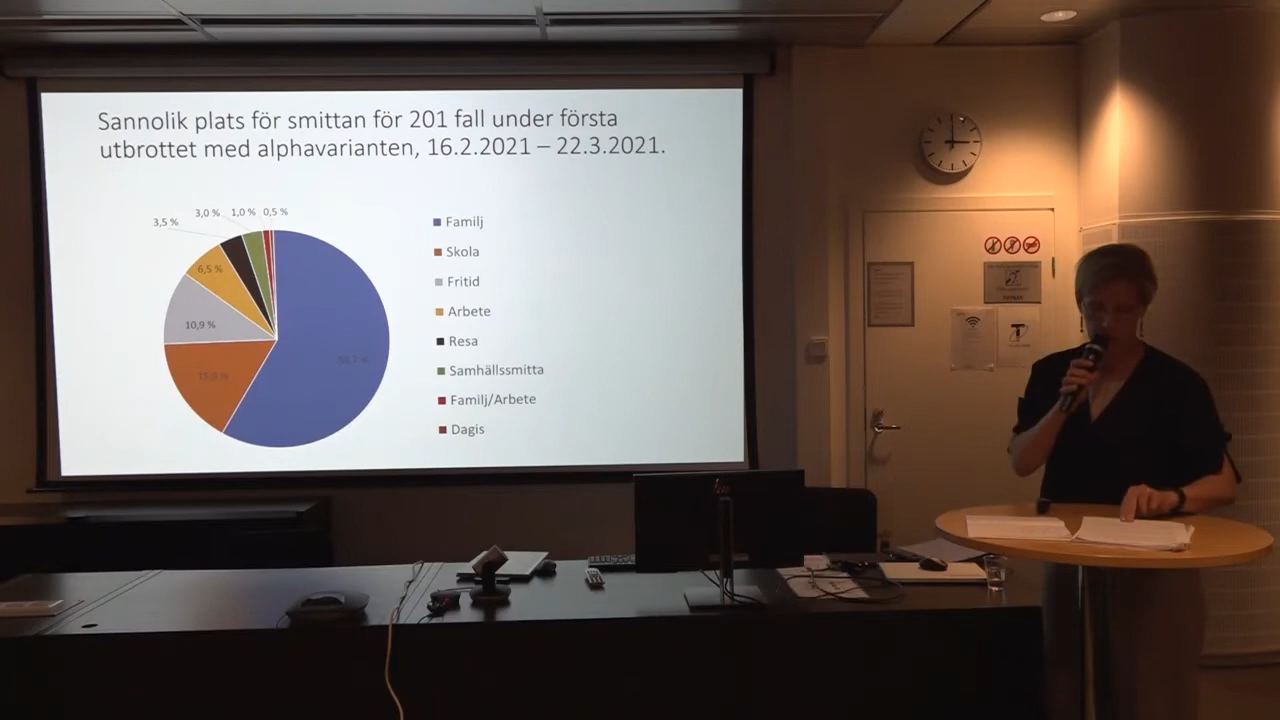 Sannolik plats för smittan för 201 fall under första
utbrottet med alphavarianten, 16.2.2021 – 22.3.2021.
3,5 %
3,0 %
1,0 %
0,5 %
6,5 %
10,9 %
Familj
Skola
Fritid
Arbete
Resa
Samhällssmitta
Familj/Arbete
Dagis